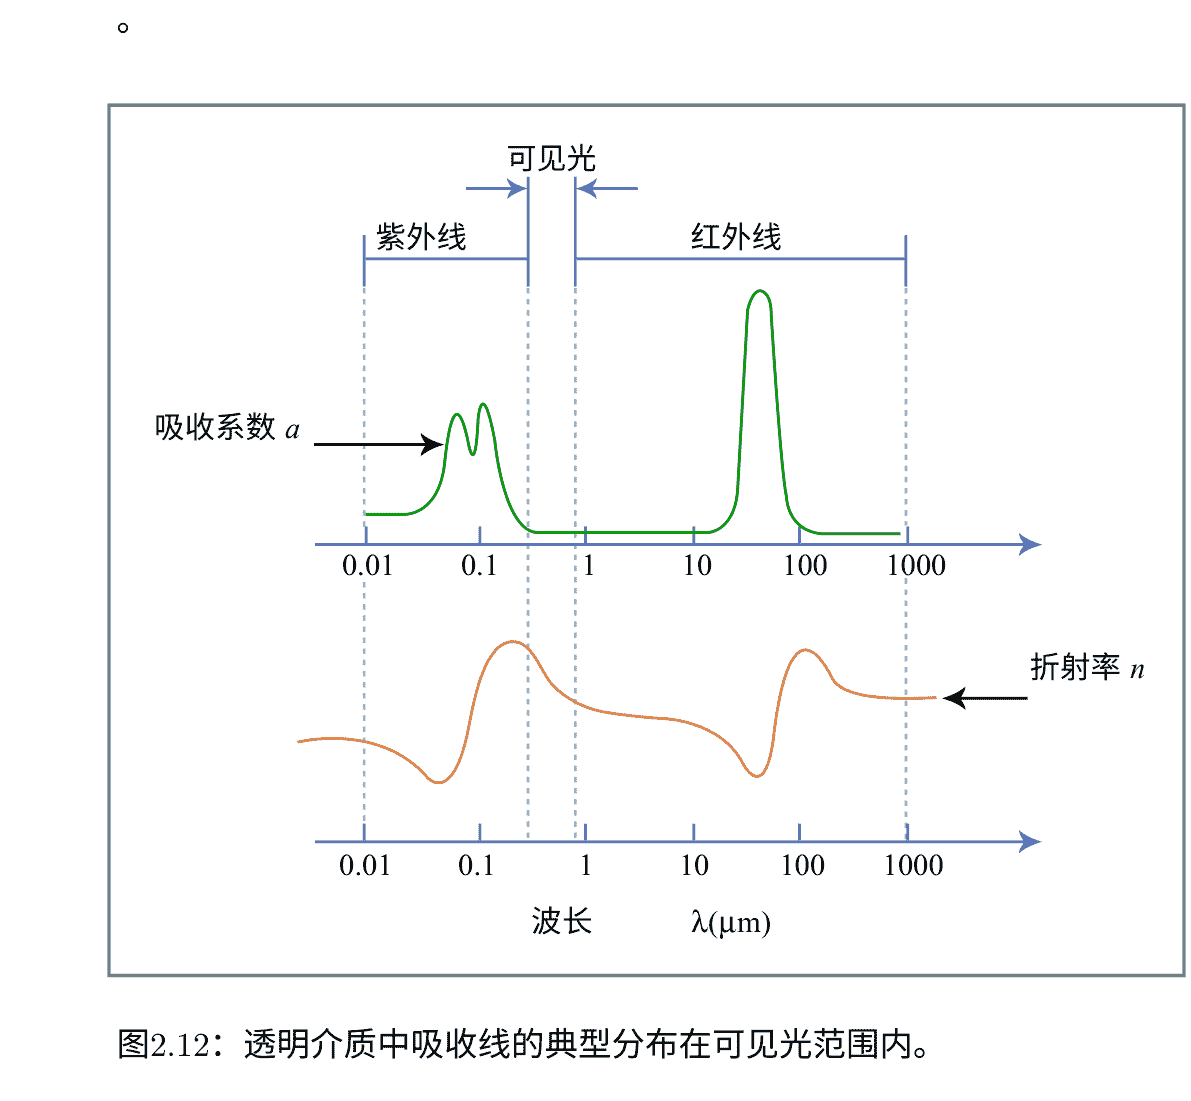 。
可见光
紫外线
红外线
吸收系数 a
0.01 0.1 1 10 100 1000
折射率 n
0.01 0.1 1 10 100 1000
波长 λ(μm)
图2.12：透明介质中吸收线的典型分布在可见光范围内。